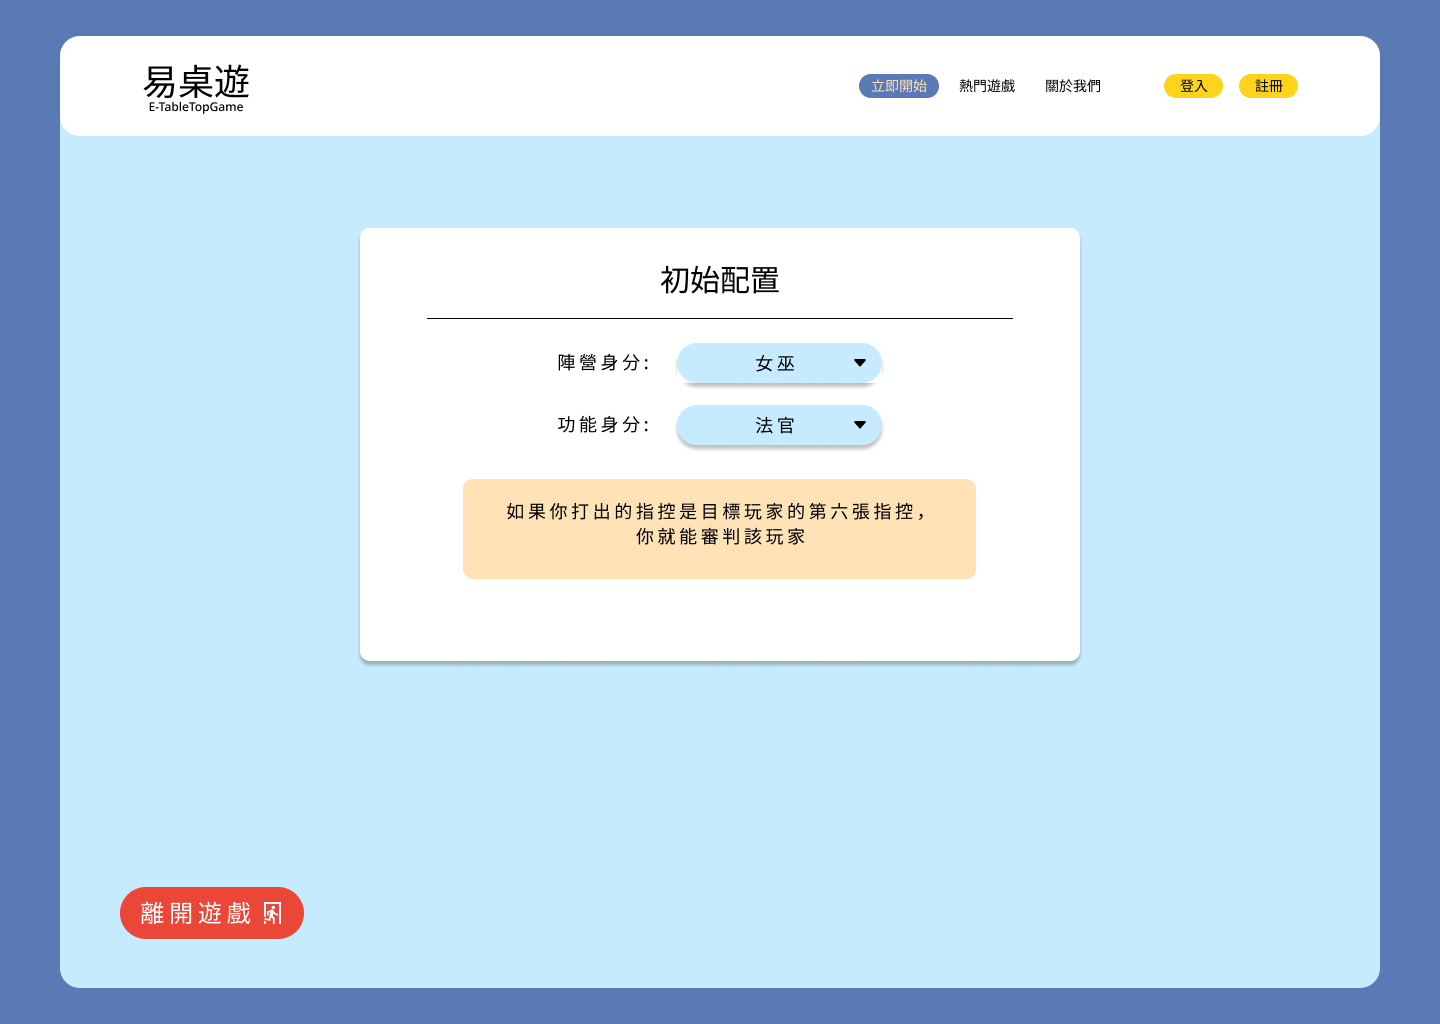 易桌遊
E-TableTopGame
立即開始 熱門遊戲 關於我們 登入 註冊
初始配置
陣營身分: 女巫
功能身分: 法官
如果你打出的指控是目標玩家的第六張指控，
你就能審判該玩家
離開遊戲